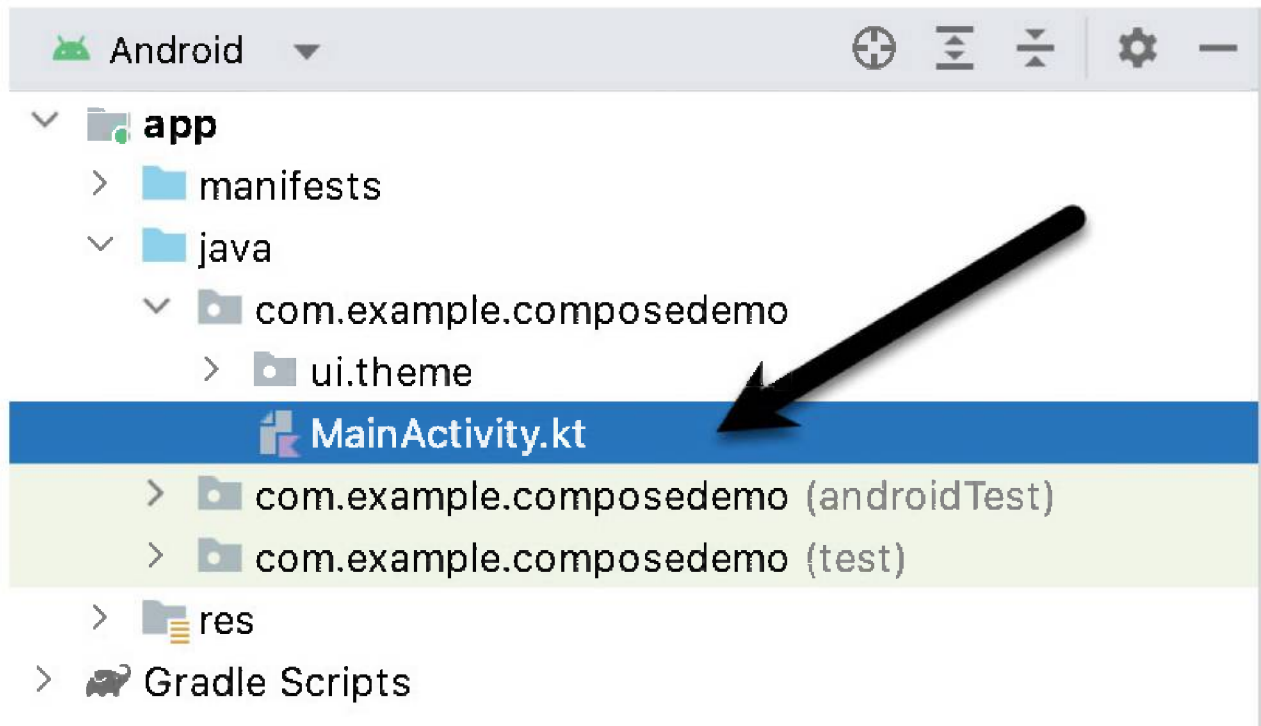 Android
app
manifests
java
com.example.composedemo
ui.theme
MainActivity.kt
com.example.composedemo (androidTest)
com.example.composedemo (test)
res
Gradle Scripts